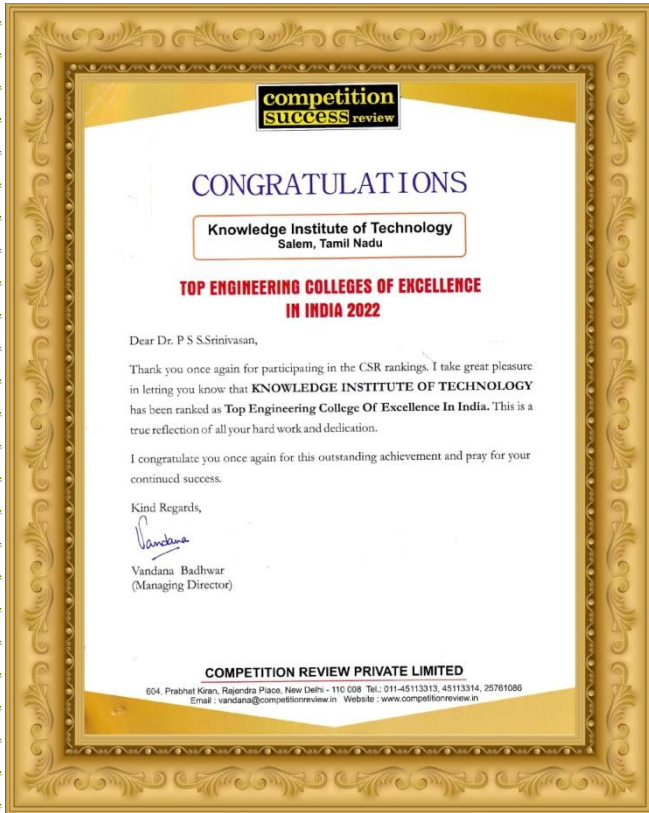 competition
success review
CONGRATULATIONS
Knowledge Institute of Technology
Salem, Tamil Nadu
TOP ENGINEERING COLLEGES OF EXCELLENCE
IN INDIA 2022
Dear Dr. P S S.Srinivasan,
Thank you once again for participating in the CSR rankings. I take great pleasure
in letting you know that KNOWLEDGE INSTITUTE OF TECHNOLOGY
has been ranked as Top Engineering College Of Excellence In India. This is a
true reflection of all your hard work and dedication.
I congratulate you once again for this outstanding achievement and pray for your
continued success.
Kind Regards,
Vandana
Vandana Badhwar
(Managing Director)
COMPETITION REVIEW PRIVATE LIMITED
604, Prabhat Kiran, Rajendra Place, New Delhi - 110 008 Tel.: 011-45113313, 45113314, 25761086
Email : vandana@competitionreview.in Website : www.competitionreview.in